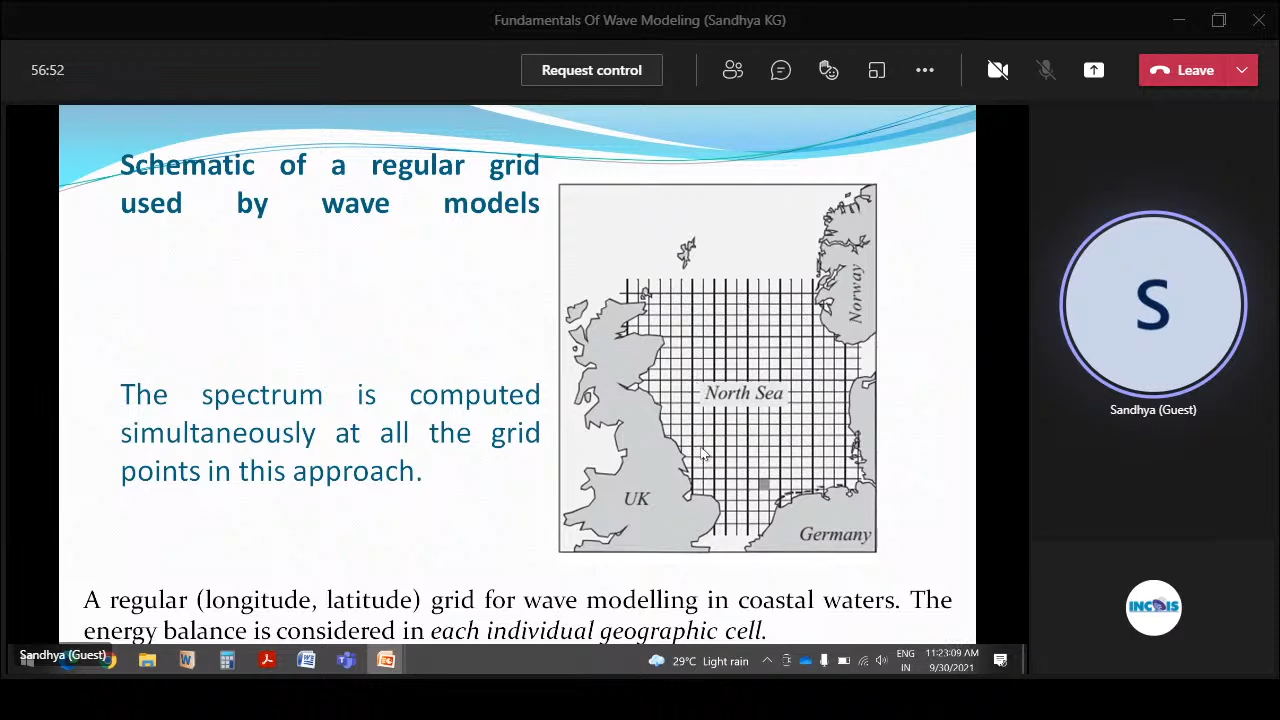 Fundamentals Of Wave Modeling (Sandhya KG)
56:52
Request control
Leave
Schematic of a regular grid
used by wave models
Norway
North Sea
The spectrum is computed
simultaneously at all the grid
points in this approach.
UK
Germany
A regular (longitude, latitude) grid for wave modelling in coastal waters. The
energy balance is considered in each individual geographic cell.
S
Sandhya (Guest)
INCOIS
Sandhya (Guest)
29°C Light rain
ENG
IN
11:23:09 AM
9/30/2021